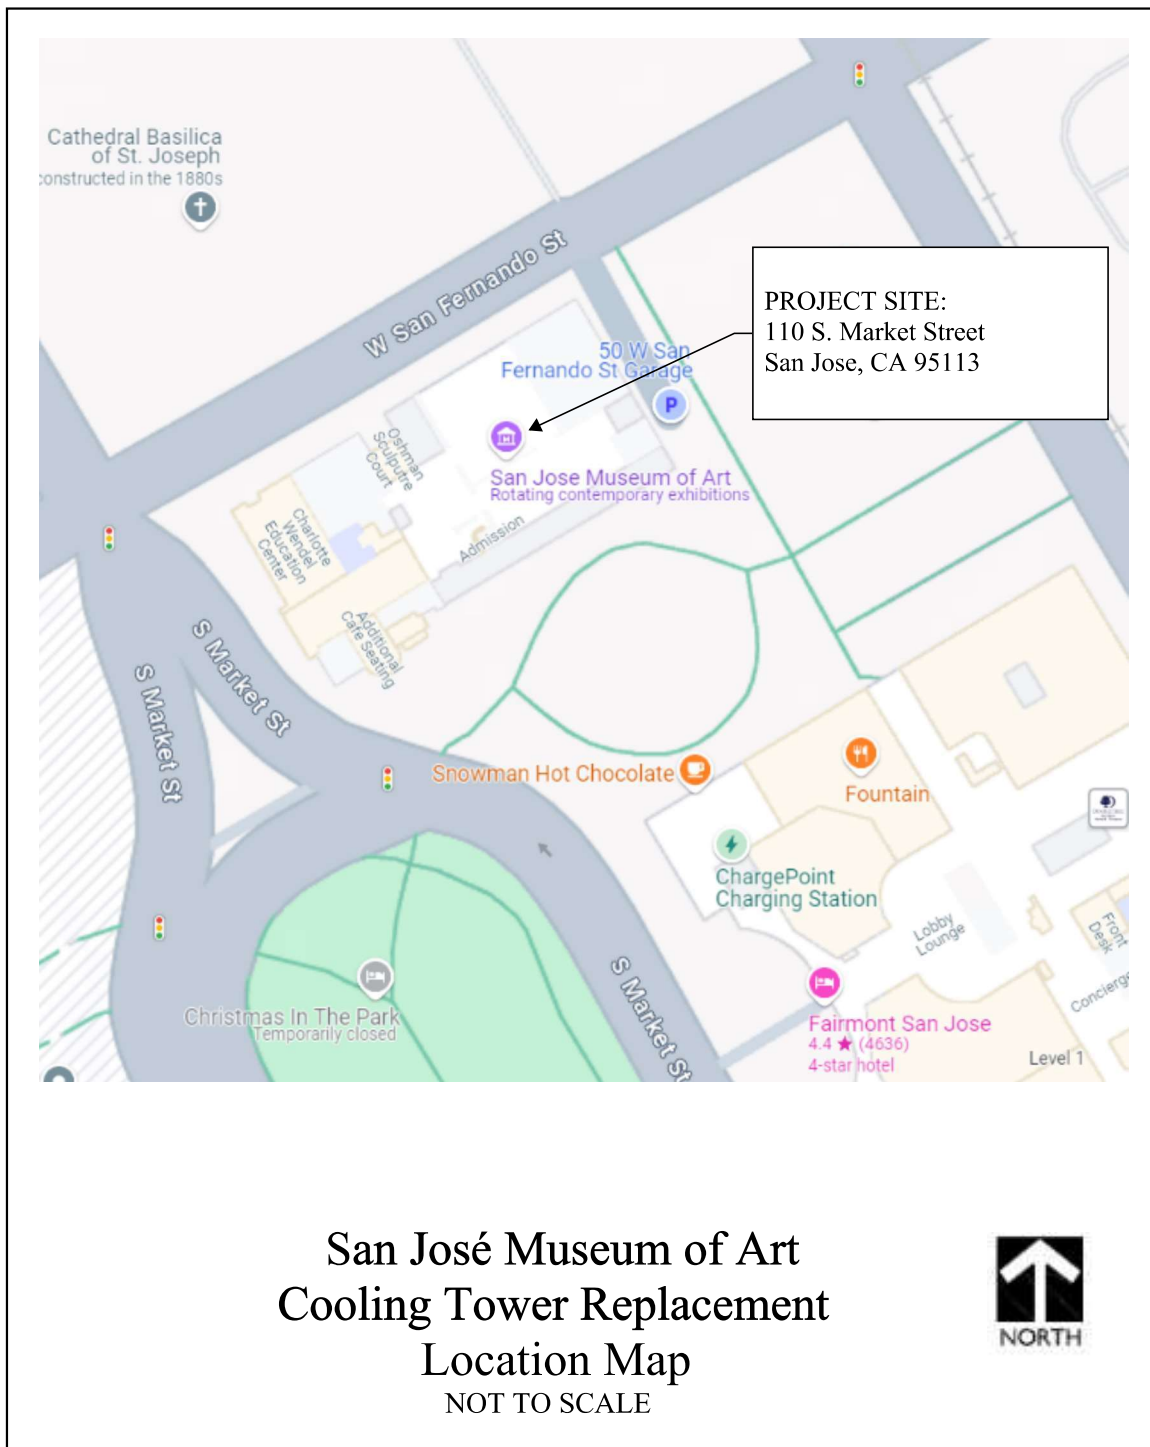 Cathedral Basilica
of St. Joseph
constructed in the 1880s
W San Fernando St
PROJECT SITE:
110 S. Market Street
San Jose, CA 95113
50 W San
Fernando St Garage
P
Oshman
Sculputre
Court
San Jose Museum of Art
Rotating contemporary exhibitions
Admission
Charlotte
Wendel
Education
Center
Additional
Cafe Seating
S Market St
S Market St
Snowman Hot Chocolate
Fountain
ChargePoint
Charging Station
Lobby
Lounge
Front
Desk
Concierge
S Market St
Christmas In The Park
Temporarily closed
Fairmont San Jose
4.4 ★ (4636)
4-star hotel
Level 1
San José Museum of Art
Cooling Tower Replacement
Location Map
NOT TO SCALE
NORTH